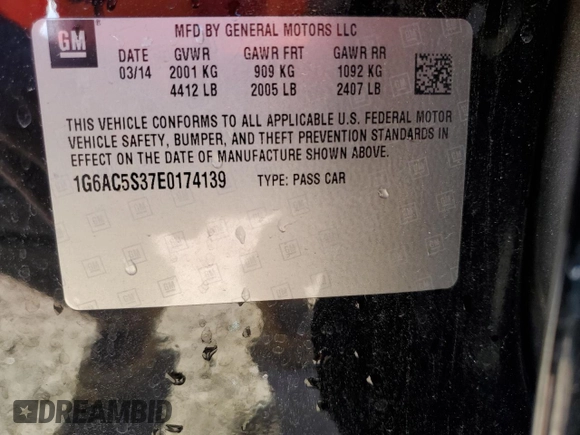 GM
MFD BY GENERAL MOTORS LLC
DATE GVWR GAWR FRT GAWR RR
03/14 2001 KG 909 KG 1092 KG
4412 LB 2005 LB 2407 LB
THIS VEHICLE CONFORMS TO ALL APPLICABLE U.S. FEDERAL MOTOR
VEHICLE SAFETY, BUMPER, AND THEFT PREVENTION STANDARDS IN
EFFECT ON THE DATE OF MANUFACTURE SHOWN ABOVE.
1G6AC5S37E0174139 TYPE: PASS CAR
DREAMBID